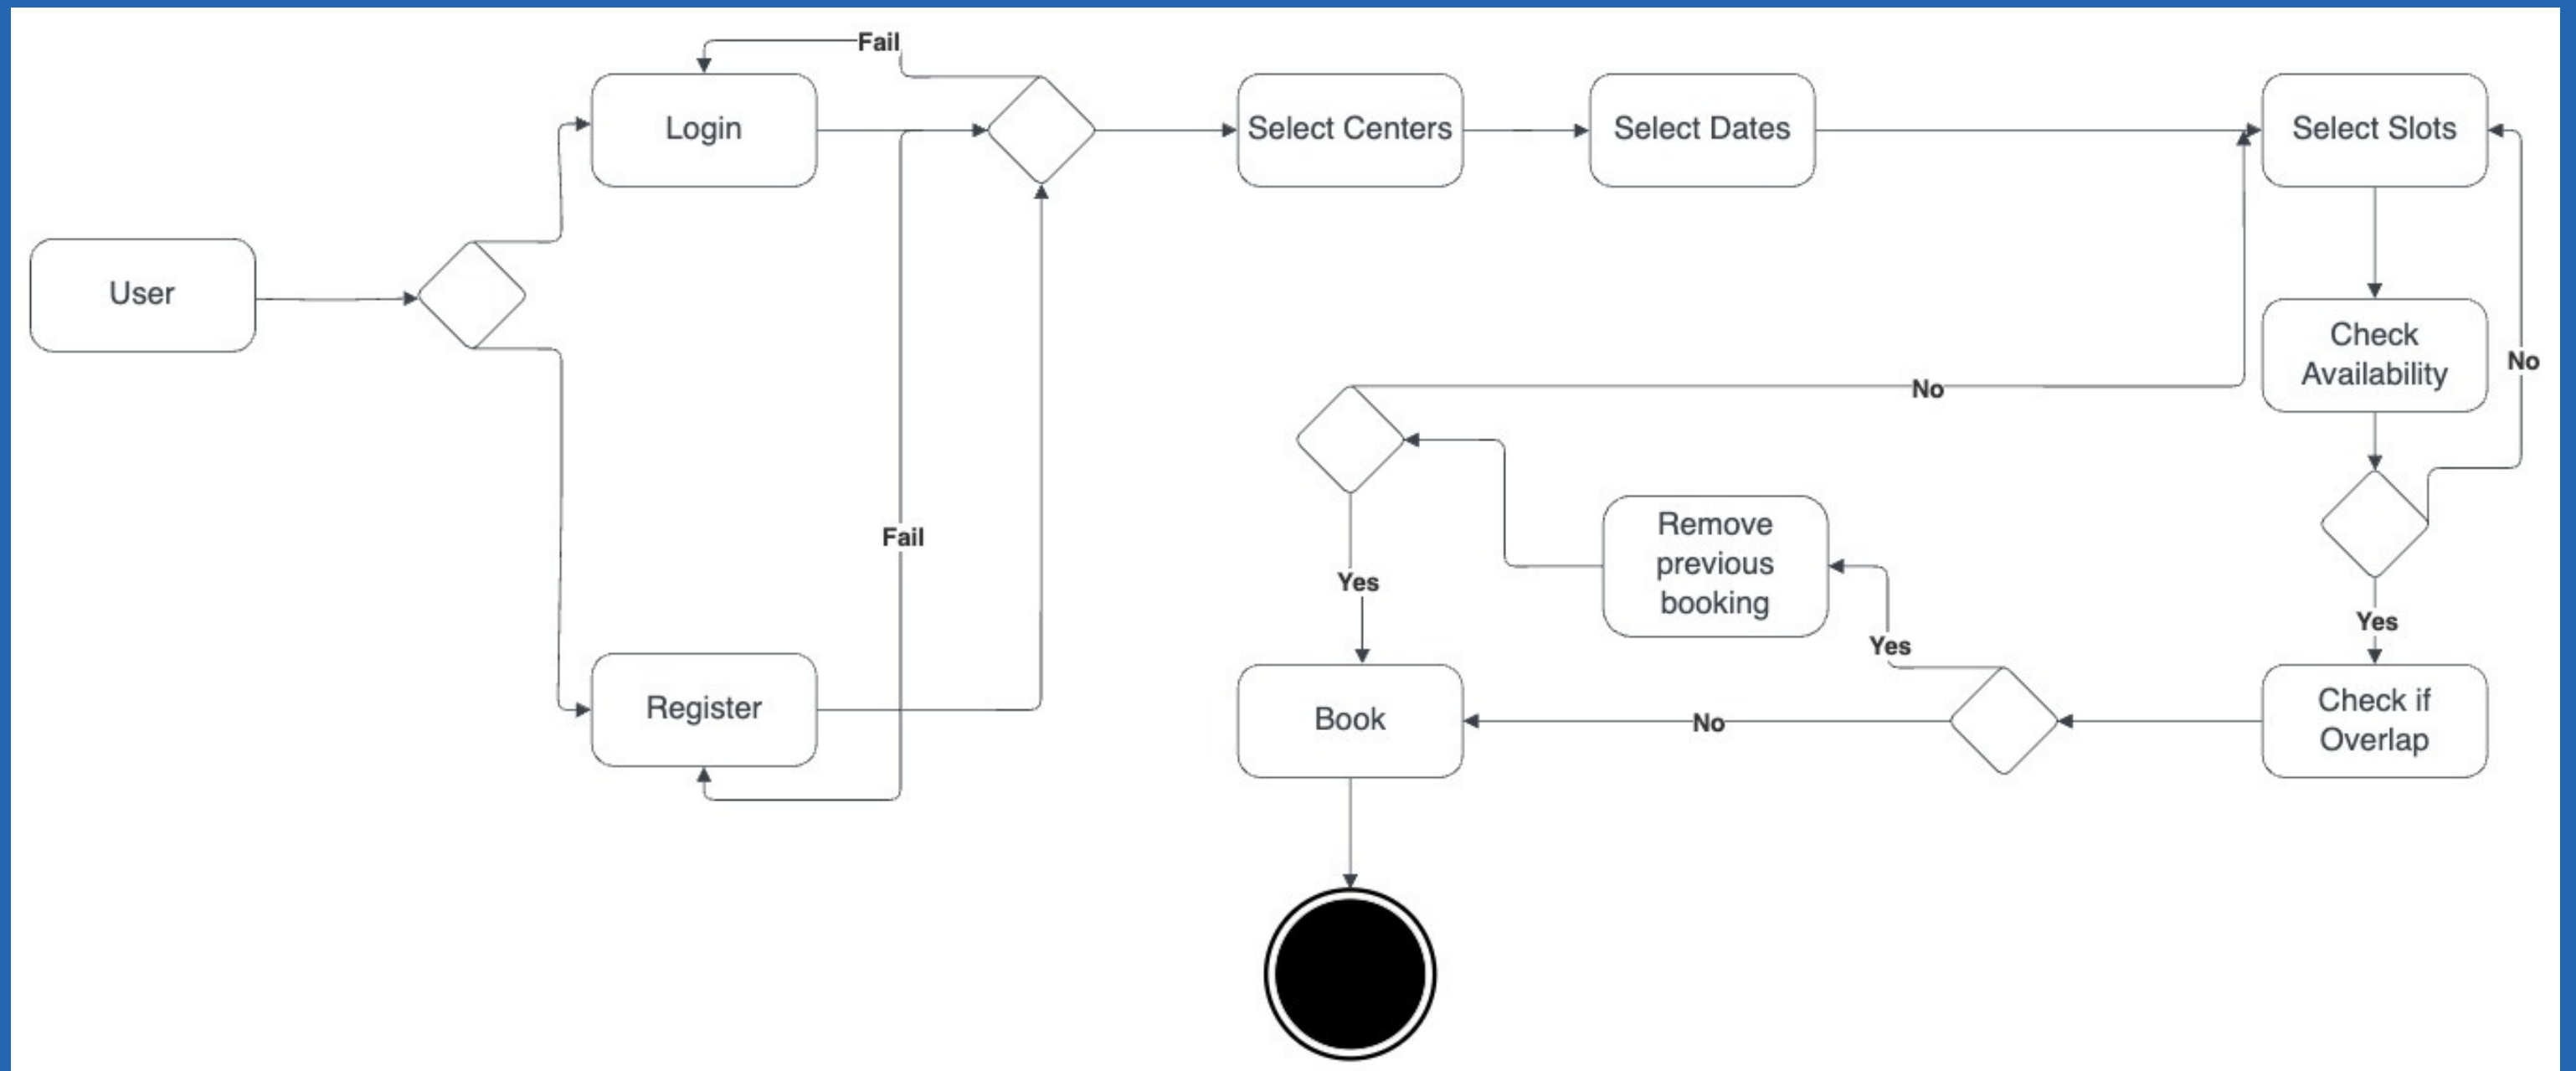 Fail
Login
Select Centers
Select Dates
Select Slots
User
Check
Availability
No
No
Remove
previous
booking
Fail
Yes
Yes
Yes
Register
Book
No
Check if
Overlap